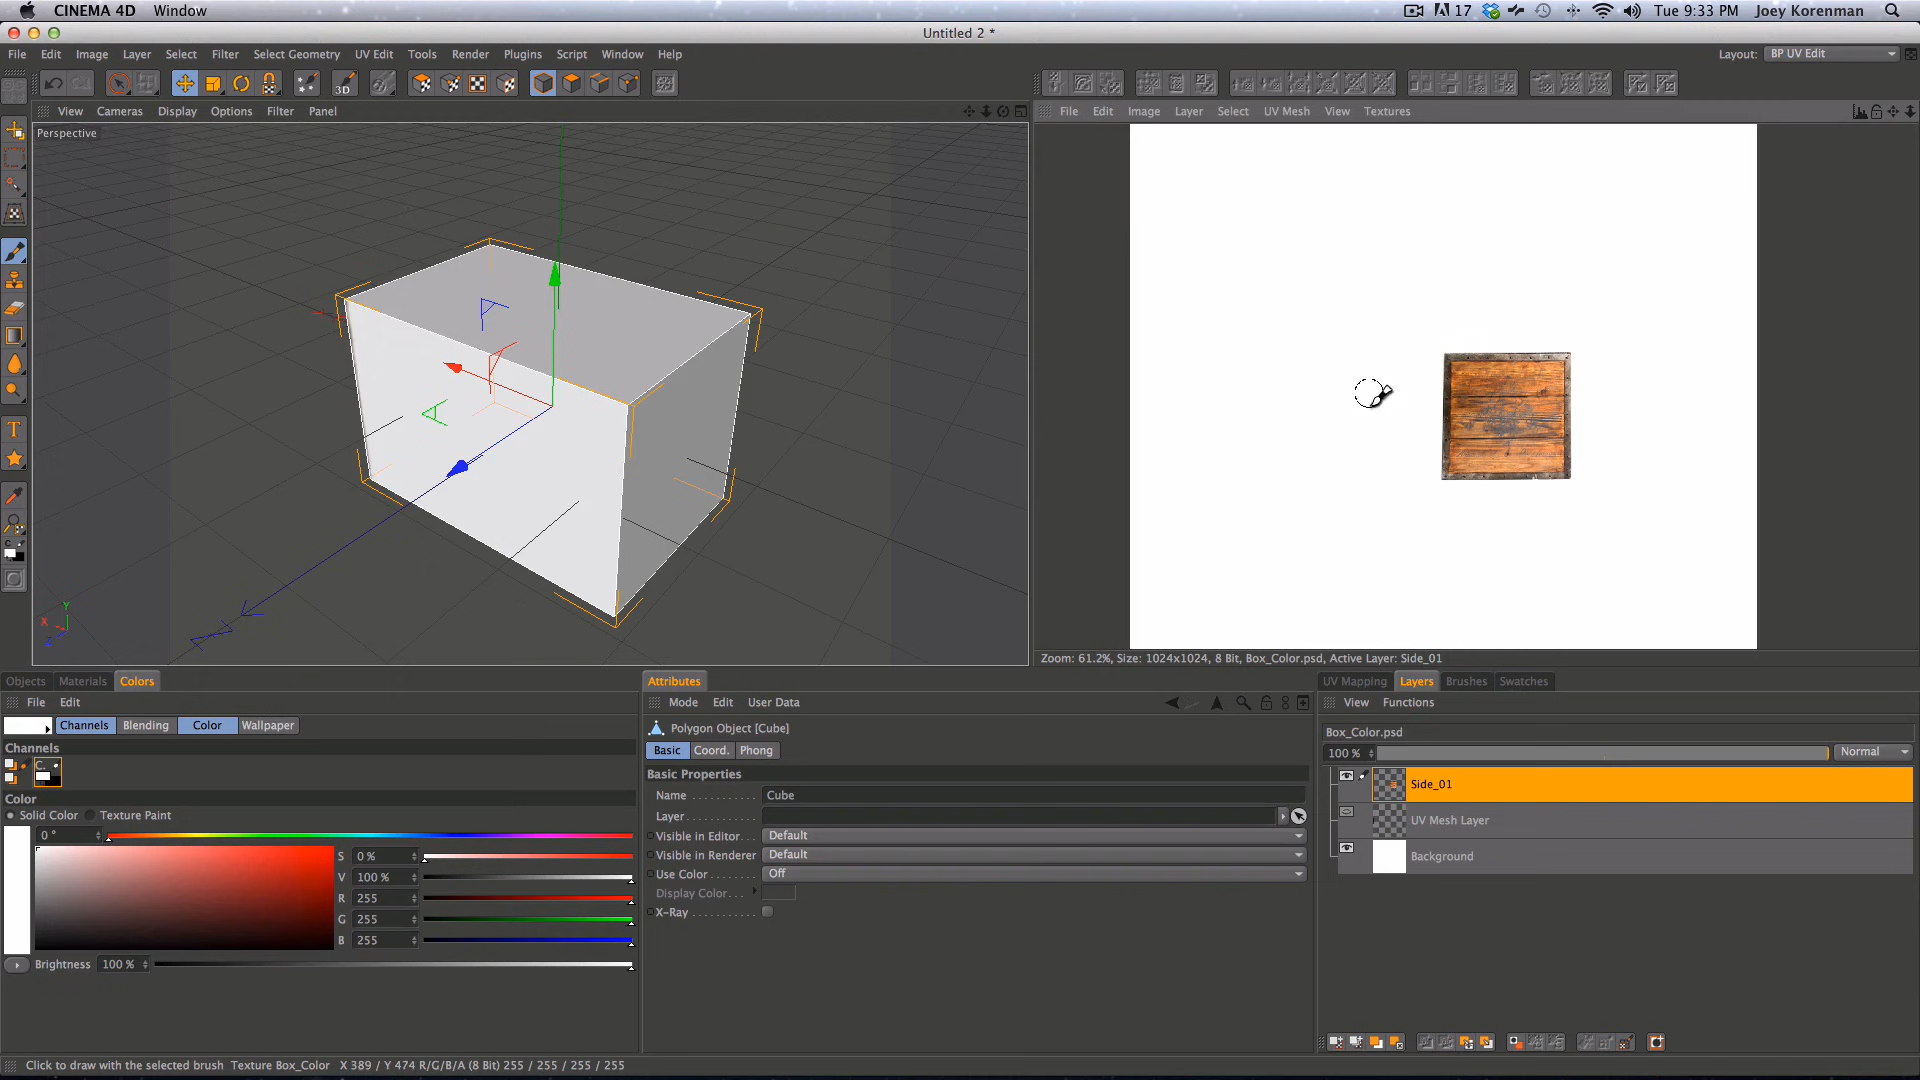 CINEMA 4D Window
17 Tue 9:33 PM Joey Korenman
Untitled 2 *
File Edit Image Layer Select Filter Select Geometry UV Edit Tools Render Plugins Script Window Help
Layout: BP UV Edit
3D
View Cameras Display Options Filter Panel
File Edit Image Layer Select UV Mesh View Textures
Perspective
T
Y
X
Z
Zoom: 61.2%, Size: 1024x1024, 8 Bit, Box_Color.psd, Active Layer: Side_01
Objects Materials Colors
Attributes
UV Mapping Layers Brushes Swatches
File Edit
Mode Edit User Data
View Functions
Channels Blending Color Wallpaper
Channels
C.
Color
Solid Color Texture Paint
0 °
S 0 %
V 100 %
R 255
G 255
B 255
Brightness 100 %
Polygon Object [Cube]
Basic Coord. Phong
Basic Properties
Name Cube
Layer
Visible in Editor Default
Visible in Renderer Default
Use Color Off
Display Color
X-Ray
Box_Color.psd
100 % Normal
Side_01
UV Mesh Layer
Background
Click to draw with the selected brush Texture Box_Color X 389 / Y 474 R/G/B/A (8 Bit) 255 / 255 / 255 / 255